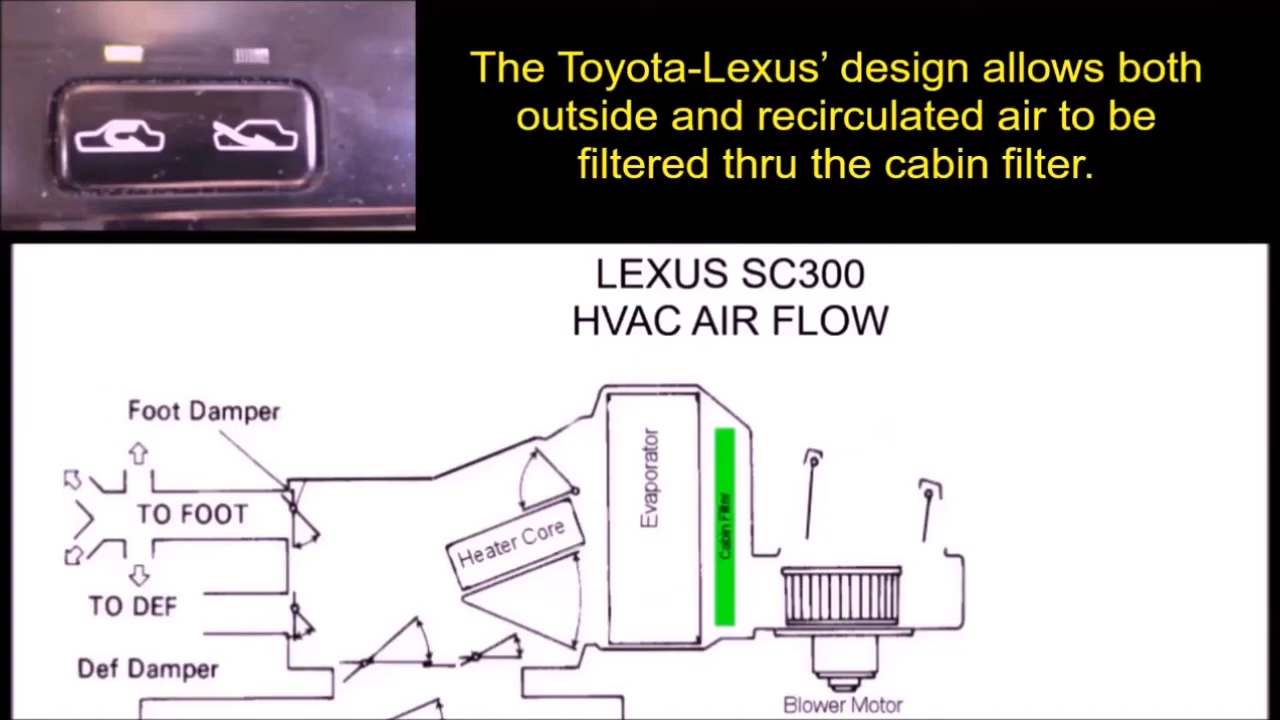 The Toyota-Lexus’ design allows both
outside and recirculated air to be
filtered thru the cabin filter.
LEXUS SC300
HVAC AIR FLOW
Foot Damper
TO FOOT
TO DEF
Def Damper
Heater Core
Evaporator
Cabin Filter
Blower Motor